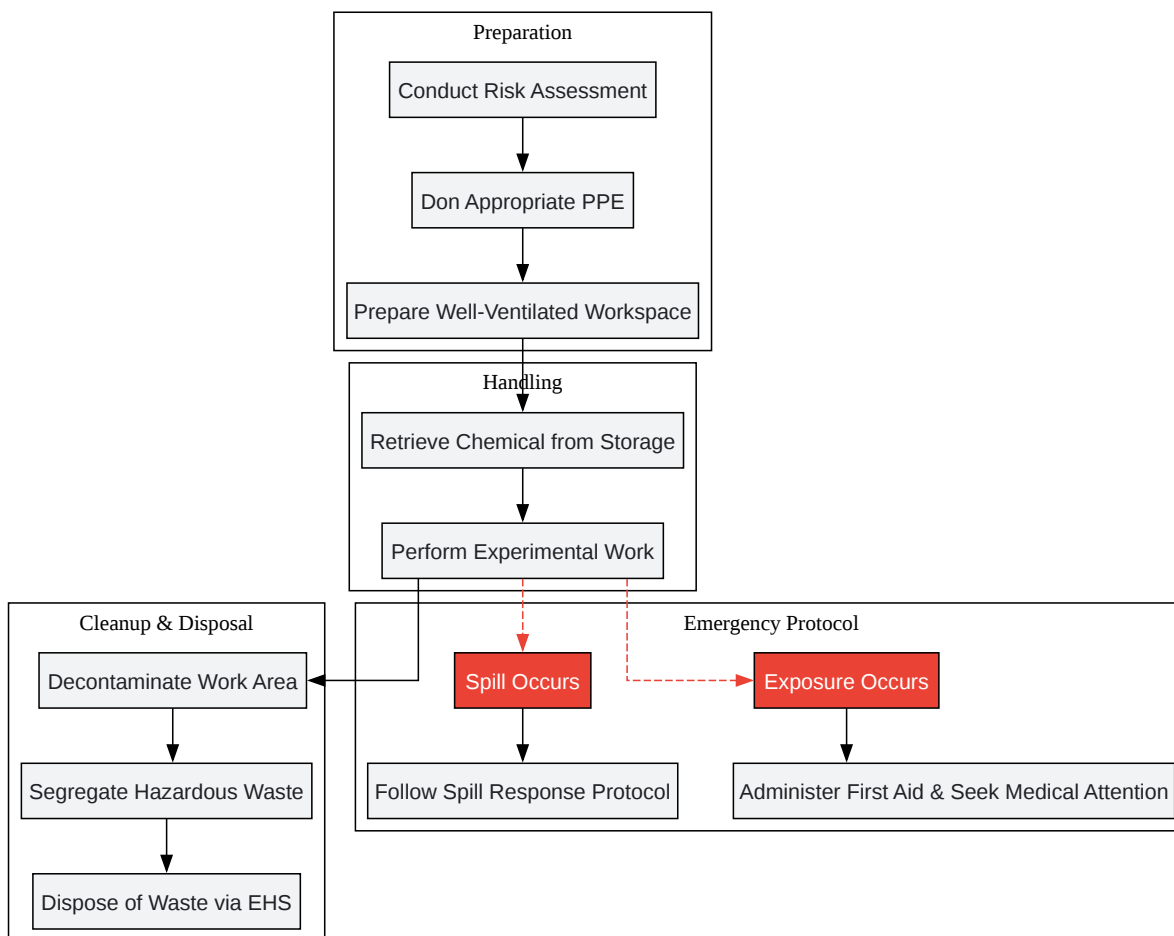 Preparation
Conduct Risk Assessment
Don Appropriate PPE
Prepare Well-Ventilated Workspace
Handling
Retrieve Chemical from Storage
Perform Experimental Work
Cleanup & Disposal
Decontaminate Work Area
Segregate Hazardous Waste
Dispose of Waste via EHS
Emergency Protocol
Spill Occurs
Exposure Occurs
Follow Spill Response Protocol
Administer First Aid & Seek Medical Attention